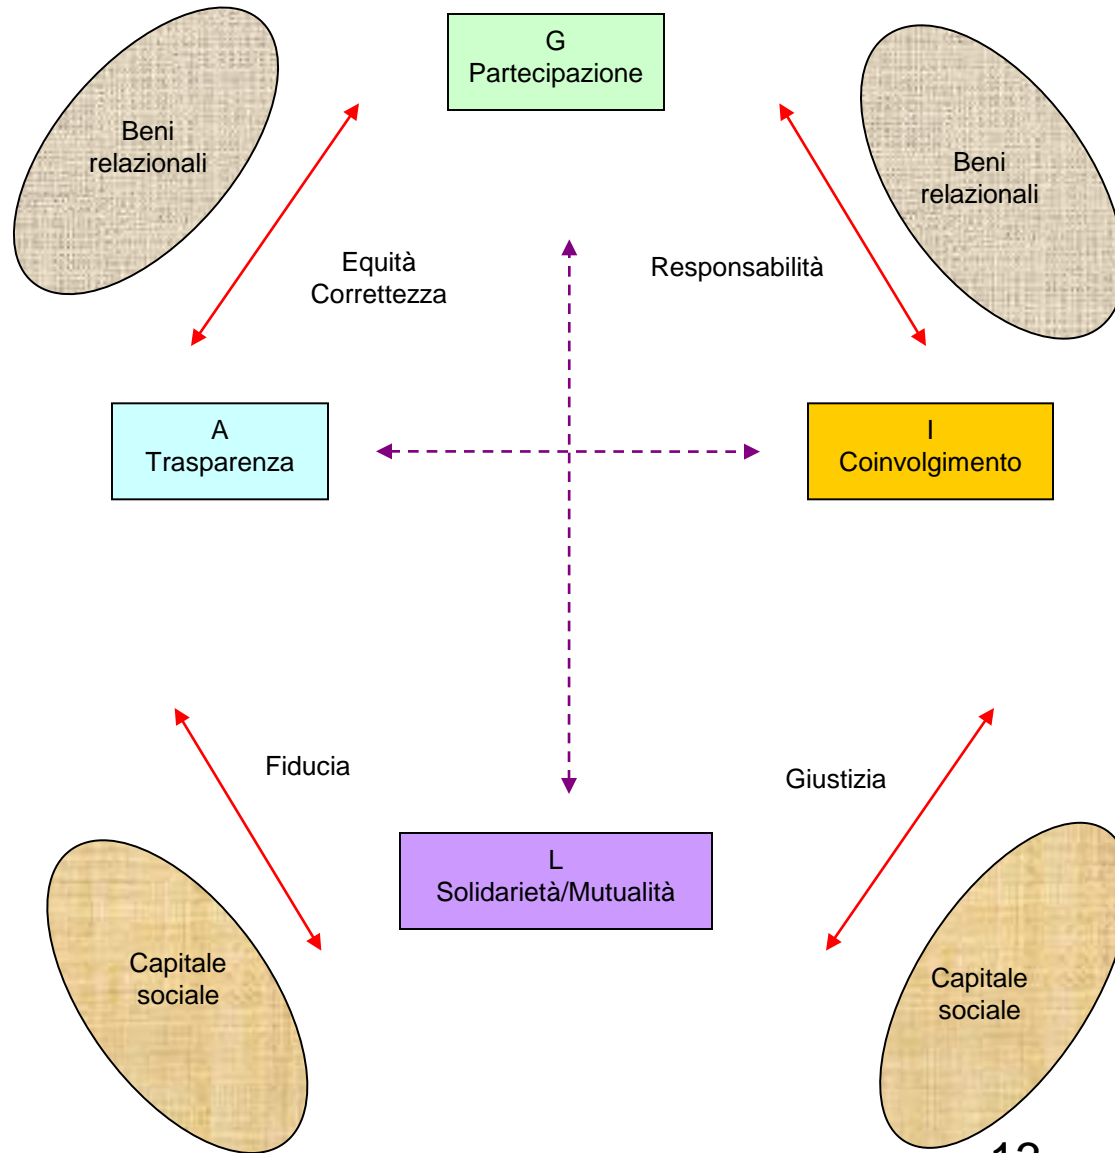 G
Partecipazione
Beni
relazionali
Beni
relazionali
Equità
Correttezza
Responsabilità
A
Trasparenza
I
Coinvolgimento
Fiducia
Giustizia
L
Solidarietà/Mutualità
Capitale
sociale
Capitale
sociale